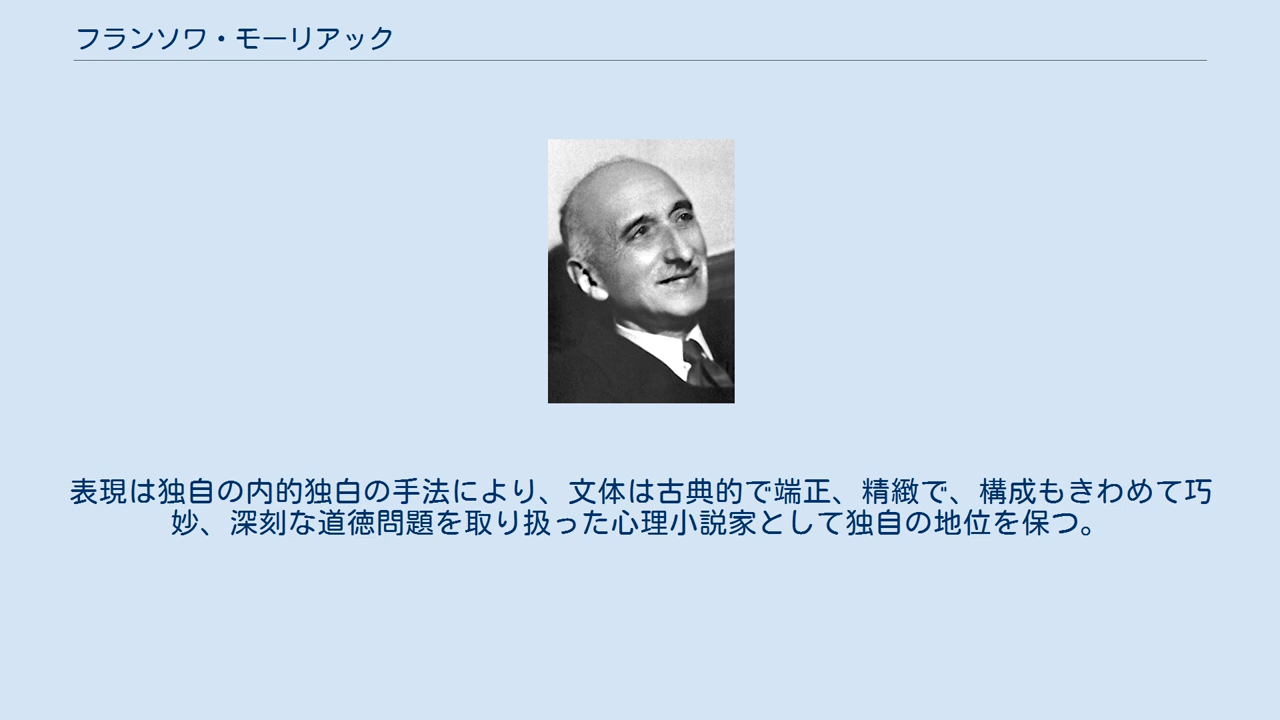 フランソワ・モーリアック
表現は独自の内的独白の手法により、文体は古典的で端正、精緻で、構成もきわめて巧
妙、深刻な道徳問題を取り扱った心理小説家として独自の地位を保つ。